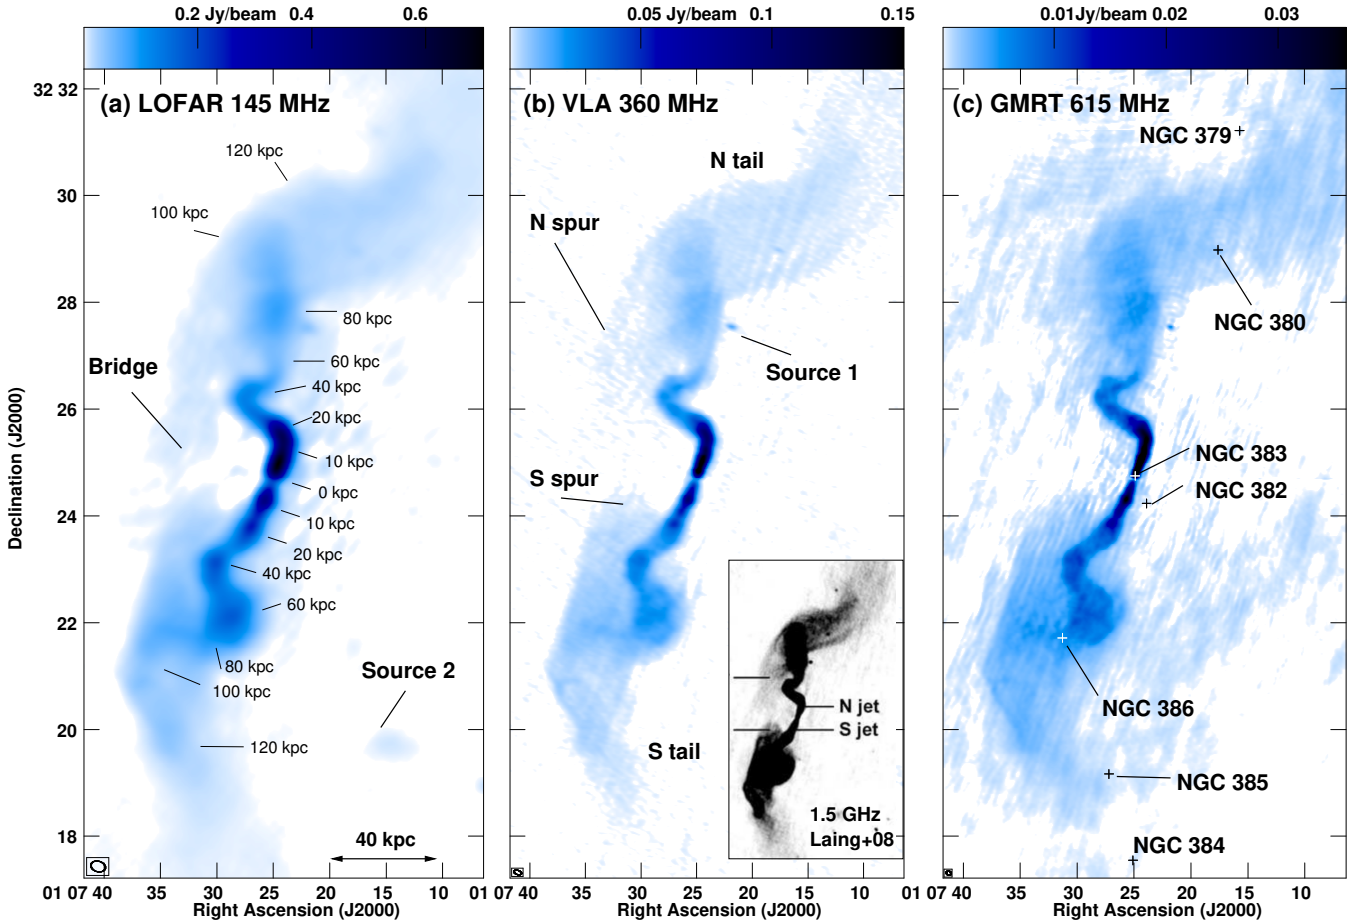 0.2 Jy/beam 0.4 0.6
0.05 Jy/beam 0.1 0.15
0.01Jy/beam 0.02 0.03
(a) LOFAR 145 MHz
32 32
30
28
26
24
22
20
18
Declination (J2000)
120 kpc
100 kpc
80 kpc
60 kpc
Bridge
40 kpc
20 kpc
10 kpc
0 kpc
10 kpc
20 kpc
40 kpc
60 kpc
80 kpc
100 kpc
Source 2
120 kpc
40 kpc
01 07 40 35 30 25 20 15 10
Right Ascension (J2000)
(b) VLA 360 MHz
N tail
N spur
Source 1
S spur
S tail
N jet
S jet
1.5 GHz
Laing+08
01 07 40 35 30 25 20 15 10
Right Ascension (J2000)
(c) GMRT 615 MHz
NGC 379
NGC 380
NGC 383
NGC 382
NGC 386
NGC 385
NGC 384
01 07 40 35 30 25 20 15 10
Right Ascension (J2000)